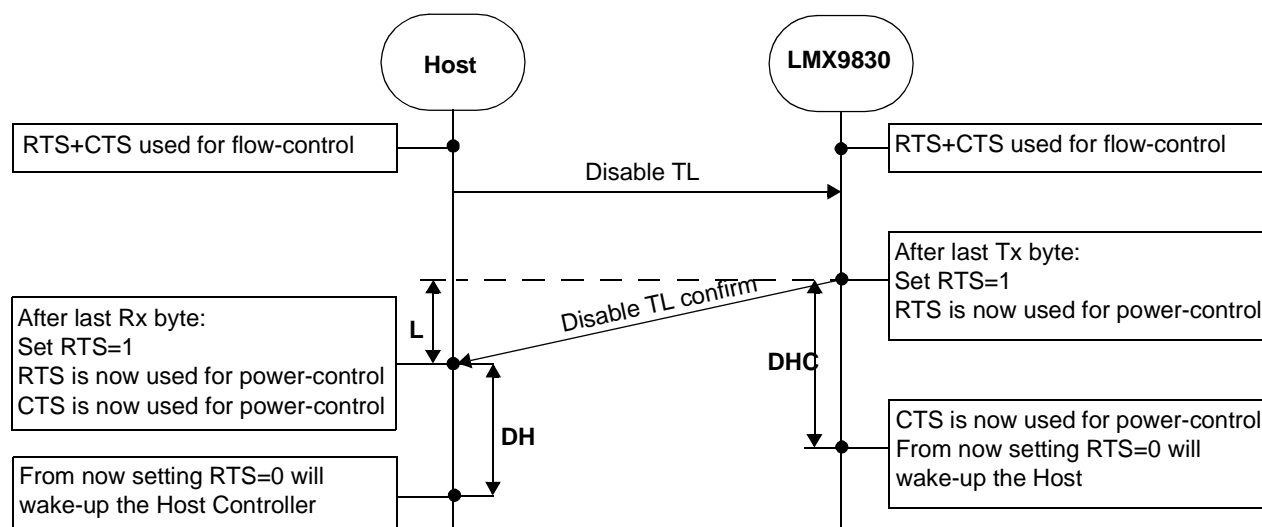 Host
LMX9830
RTS+CTS used for flow-control
RTS+CTS used for flow-control
Disable TL
After last Tx byte:
Set RTS=1
RTS is now used for power-control
Disable TL confirm
L
After last Rx byte:
Set RTS=1
RTS is now used for power-control
CTS is now used for power-control
DHC
DH
CTS is now used for power-control
From now setting RTS=0 will
wake-up the Host
From now setting RTS=0 will
wake-up the Host Controller